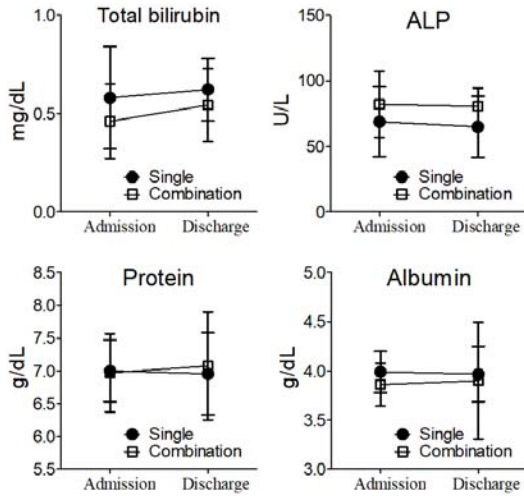 Total bilirubin
1.0
0.5
0.0
mg/dL
Single
Combination
Admission
Discharge
ALP
150
100
50
0
U/L
Single
Combination
Admission
Discharge
Protein
8.5
8.0
7.5
7.0
6.5
6.0
5.5
g/dL
Single
Combination
Admission
Discharge
Albumin
5.0
4.5
4.0
3.5
3.0
g/dL
Single
Combination
Admission
Discharge